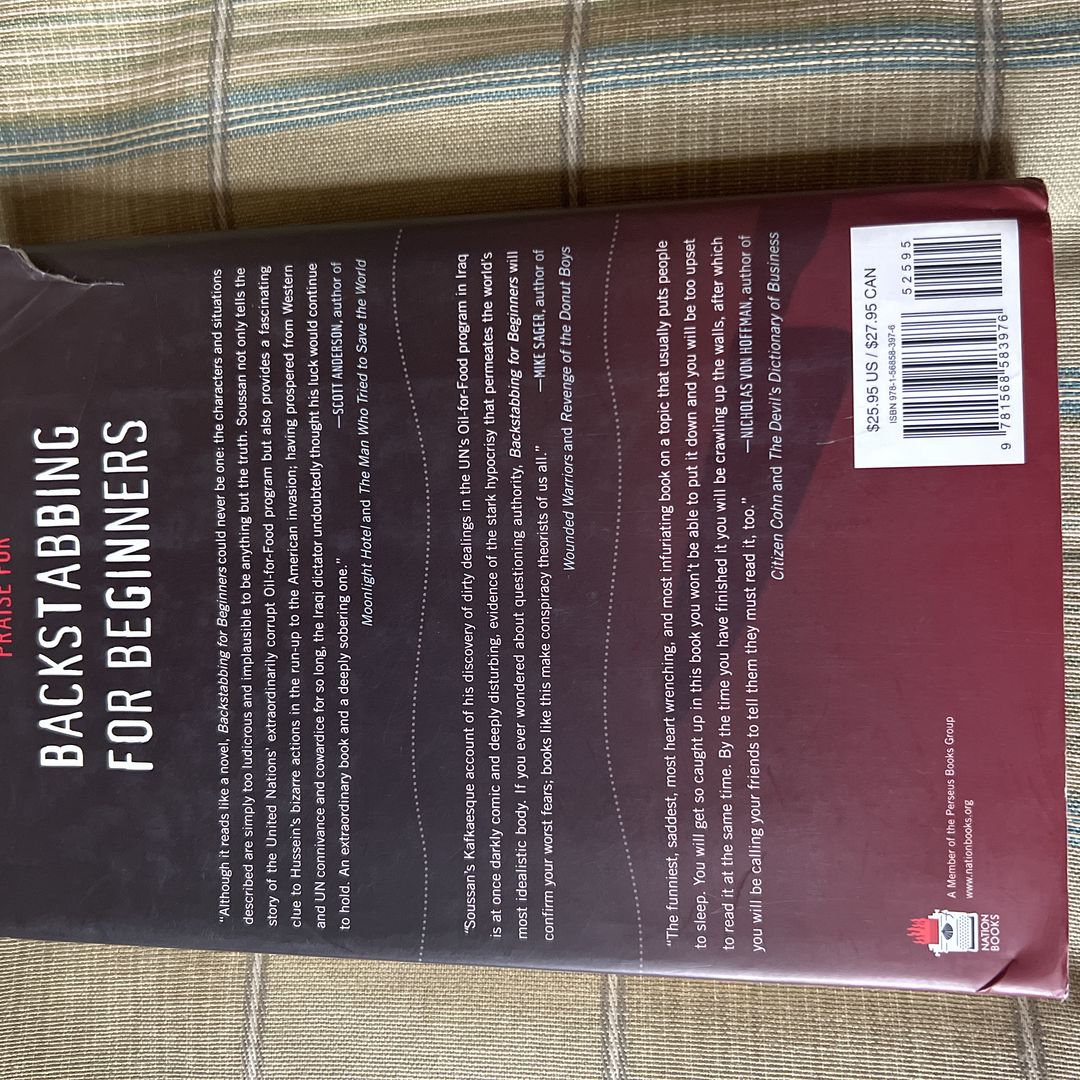 PRAISE FOR
BACKSTABBING
FOR BEGINNERS
“Although it reads like a novel, Backstabbing for Beginners could never be one: the characters and situations
described are simply too ludicrous and implausible to be anything but the truth. Soussan not only tells the
story of the United Nations’ extraordinarily corrupt Oil-for-Food program but also provides a fascinating
clue to Hussein’s bizarre actions in the run-up to the American invasion; having prospered from Western
and UN connivance and cowardice for so long, the Iraqi dictator undoubtedly thought his luck would continue
to hold. An extraordinary book and a deeply sobering one.” —SCOTT ANDERSON, author of
Moonlight Hotel and The Man Who Tried to Save the World
“Soussan’s Kafkaesque account of his discovery of dirty dealings in the UN’s Oil-for-Food program in Iraq
is at once darkly comic and deeply disturbing, evidence of the stark hypocrisy that permeates the world’s
most idealistic body. If you ever wondered about questioning authority, Backstabbing for Beginners will
confirm your worst fears; books like this make conspiracy theorists of us all.” —MIKE SAGER, author of
Wounded Warriors and Revenge of the Donut Boys
“The funniest, saddest, most heart wrenching, and most infuriating book on a topic that usually puts people
to sleep. You will get so caught up in this book you won’t be able to put it down and you will be too upset
to read it at the same time. By the time you have finished it you will be crawling up the walls, after which
you will be calling your friends to tell them they must read it, too.” —NICHOLAS VON HOFFMAN, author of
Citizen Cohn and The Devil’s Dictionary of Business
NATION
BOOKS
A Member of the Perseus Books Group
www.nationbooks.org
$25.95 US / $27.95 CAN
ISBN 978-1-56858-397-6
52595
9 781568 583976